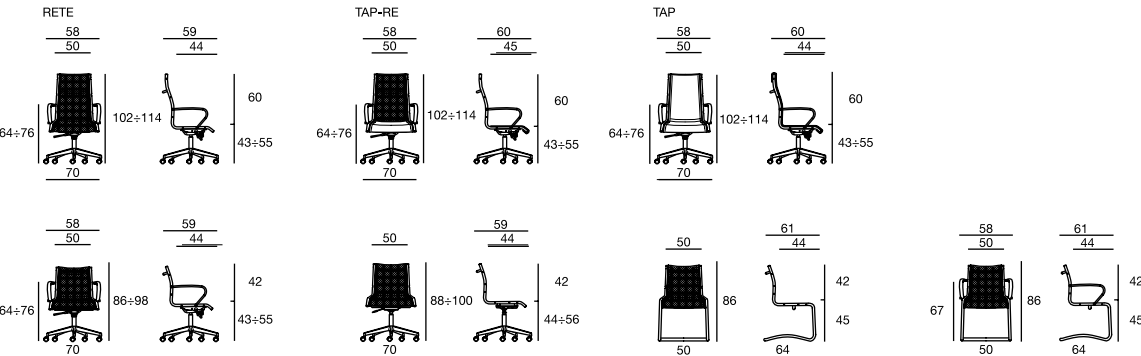 RETE TAP-RE TAP
58 59 58 60 58 60
50 44 50 45 50 44
60 60 60
64÷76 102÷114 43÷55 64÷76 102÷114 43÷55 64÷76 102÷114 43÷55
70 70 70
58 59 59 61 58 61
50 44 50 44 50 44 50 44
42 42 42 42
64÷76 86÷98 43÷55 88÷100 44÷56 86 45 67 86 45
70 70 50 64 50 64